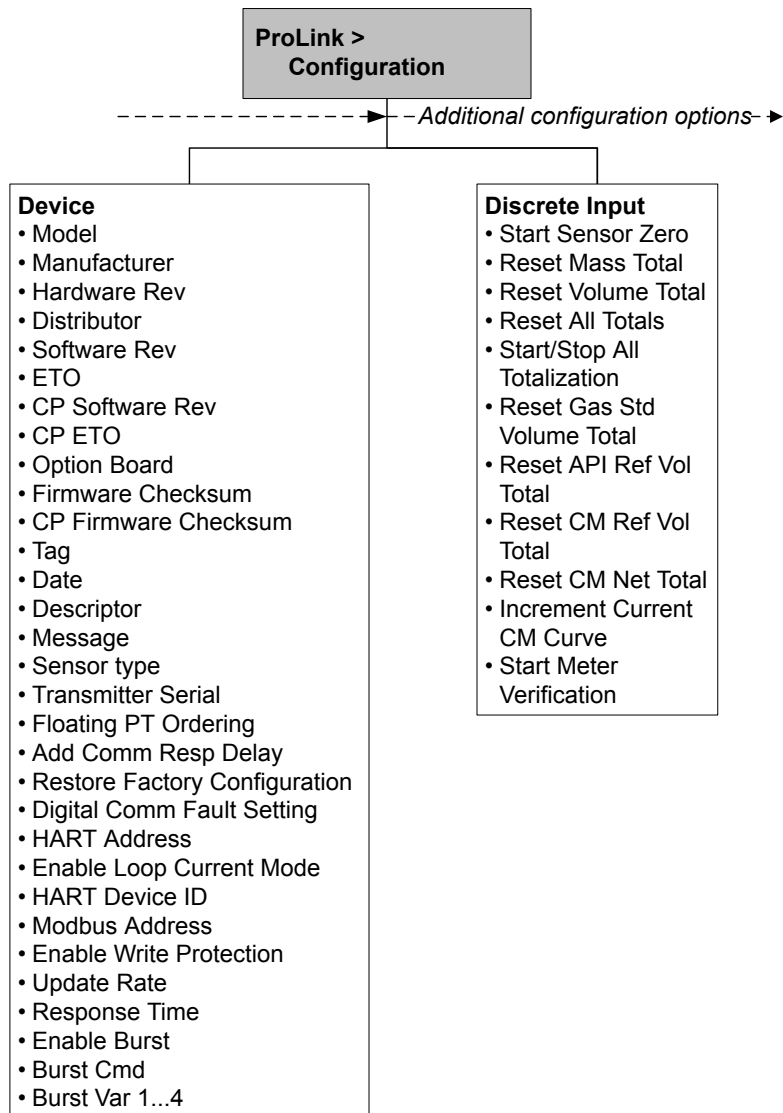 ProLink >
Configuration
Additional configuration options
Device
• Model
• Manufacturer
• Hardware Rev
• Distributor
• Software Rev
• ETO
• CP Software Rev
• CP ETO
• Option Board
• Firmware Checksum
• CP Firmware Checksum
• Tag
• Date
• Descriptor
• Message
• Sensor type
• Transmitter Serial
• Floating PT Ordering
• Add Comm Resp Delay
• Restore Factory Configuration
• Digital Comm Fault Setting
• HART Address
• Enable Loop Current Mode
• HART Device ID
• Modbus Address
• Enable Write Protection
• Update Rate
• Response Time
• Enable Burst
• Burst Cmd
• Burst Var 1...4
Discrete Input
• Start Sensor Zero
• Reset Mass Total
• Reset Volume Total
• Reset All Totals
• Start/Stop All
Totalization
• Reset Gas Std
Volume Total
• Reset API Ref Vol
Total
• Reset CM Ref Vol
Total
• Reset CM Net Total
• Increment Current
CM Curve
• Start Meter
Verification